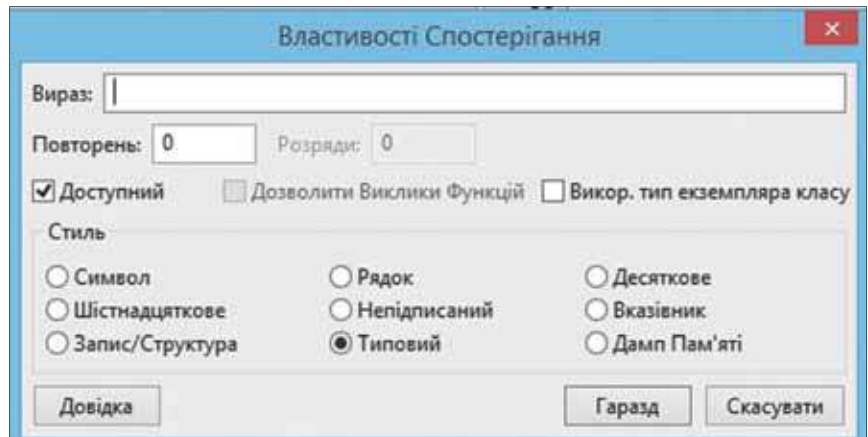 Властивості Спостерігання
Вираз:
Повторень: 0 Розряди: 0
Доступний Дозволити Виклики Функцій Викор. тип екземпляра класу
Стиль
Символ Рядок Десяткове
Шістнадцяткове Непідписаний Вказівник
Запис/Структура Типовий Дамп Пам'яті
Довідка Гаразд Скасувати